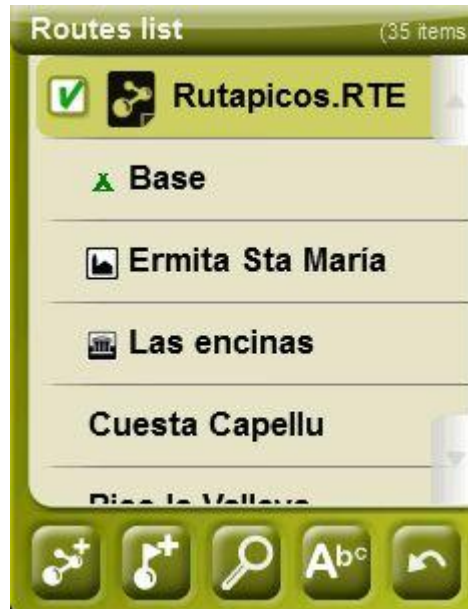 Routes list
(35 items
Rutapicos.RTE
Base
Ermita Sta María
Las encinas
Cuesta Capellu
Abc